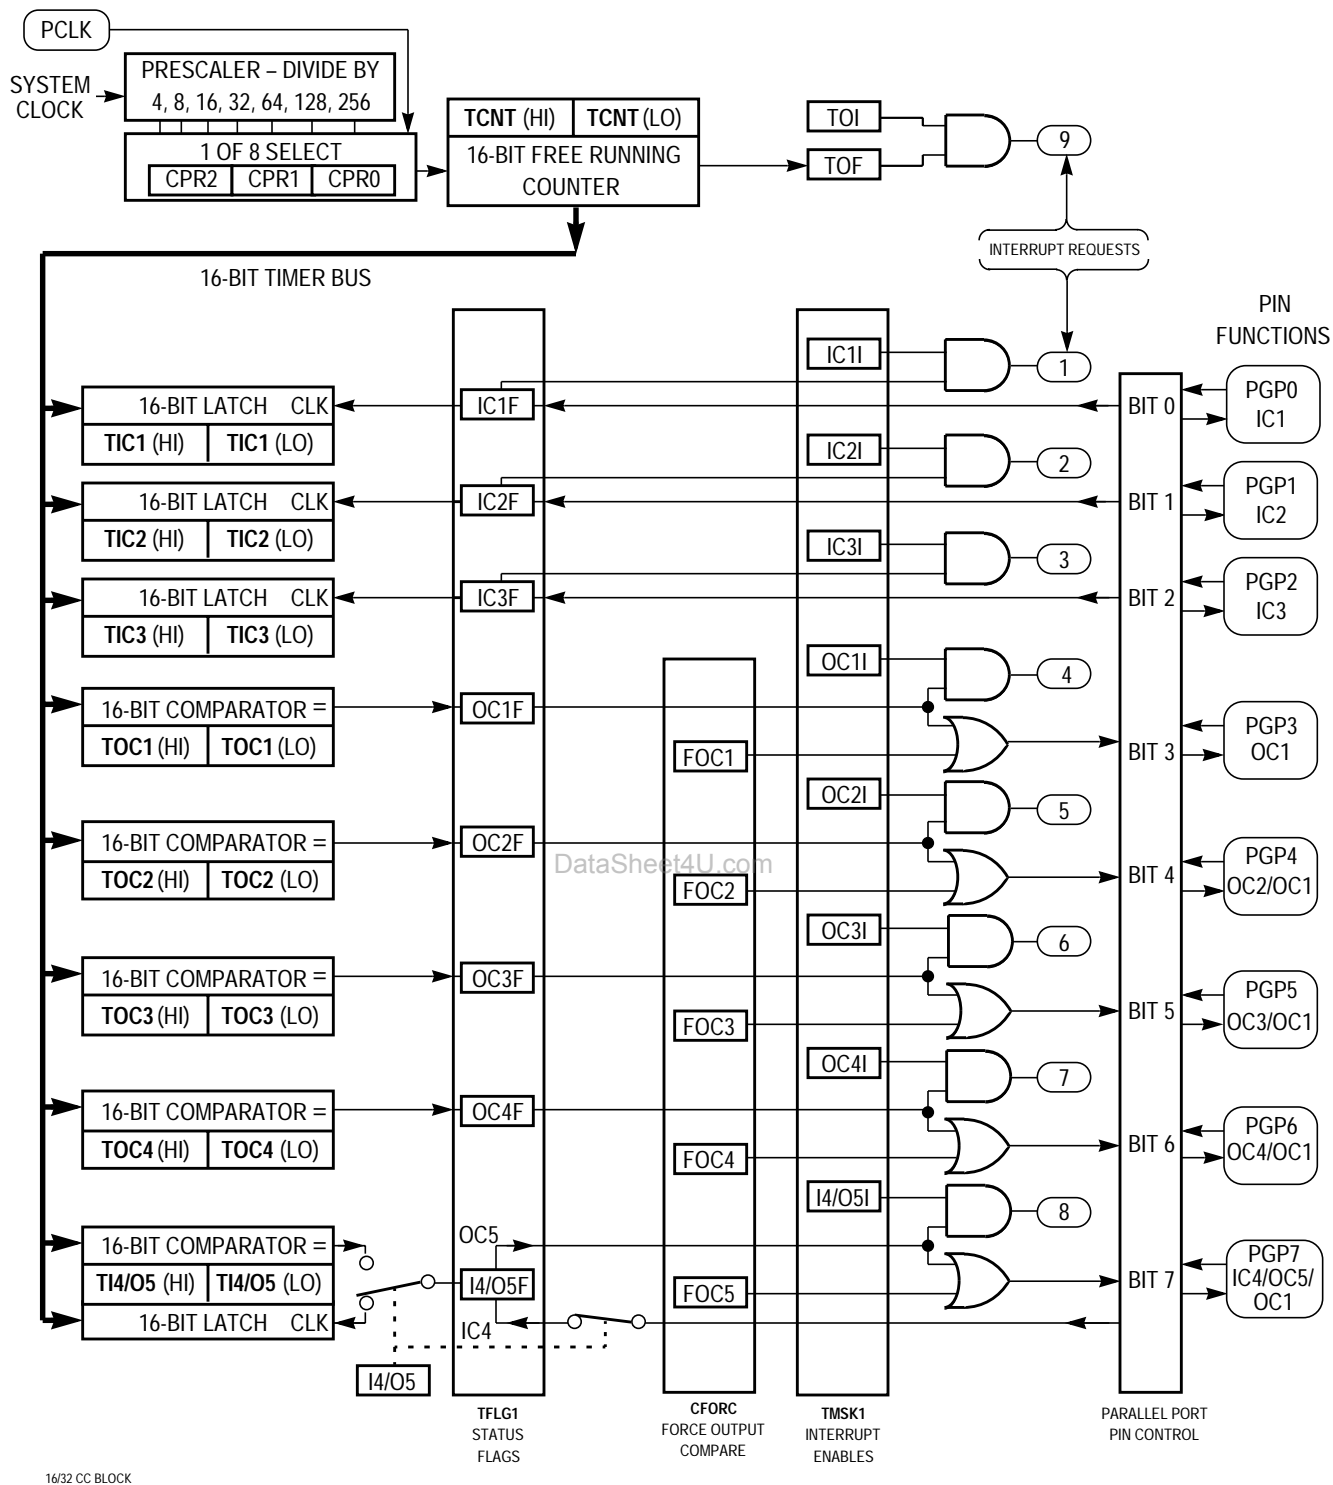 PCLK
SYSTEM
CLOCK
PRESCALER – DIVIDE BY
4, 8, 16, 32, 64, 128, 256
1 OF 8 SELECT
CPR2 CPR1 CPR0
TCNT (HI) TCNT (LO)
16-BIT FREE RUNNING
COUNTER
TOI
TOF
9
INTERRUPT REQUESTS
16-BIT TIMER BUS
PIN
FUNCTIONS
IC1I
1
16-BIT LATCH CLK
TIC1 (HI) TIC1 (LO)
IC1F
BIT 0
PGP0
IC1
IC2I
2
16-BIT LATCH CLK
TIC2 (HI) TIC2 (LO)
IC2F
BIT 1
PGP1
IC2
IC3I
3
16-BIT LATCH CLK
TIC3 (HI) TIC3 (LO)
IC3F
BIT 2
PGP2
IC3
OC1I
4
16-BIT COMPARATOR =
TOC1 (HI) TOC1 (LO)
OC1F
FOC1
BIT 3
PGP3
OC1
OC2I
5
16-BIT COMPARATOR =
TOC2 (HI) TOC2 (LO)
OC2F
DataSheet4U.com
FOC2
BIT 4
PGP4
OC2/OC1
OC3I
6
16-BIT COMPARATOR =
TOC3 (HI) TOC3 (LO)
OC3F
FOC3
BIT 5
PGP5
OC3/OC1
OC4I
7
16-BIT COMPARATOR =
TOC4 (HI) TOC4 (LO)
OC4F
FOC4
BIT 6
PGP6
OC4/OC1
I4/O5I
8
16-BIT COMPARATOR =
TI4/O5 (HI) TI4/O5 (LO)
16-BIT LATCH CLK
OC5
I4/O5F
IC4
FOC5
BIT 7
PGP7
IC4/OC5/
OC1
I4/O5
TFLG1
STATUS
FLAGS
CFORC
FORCE OUTPUT
COMPARE
TMSK1
INTERRUPT
ENABLES
PARALLEL PORT
PIN CONTROL
16/32 CC BLOCK